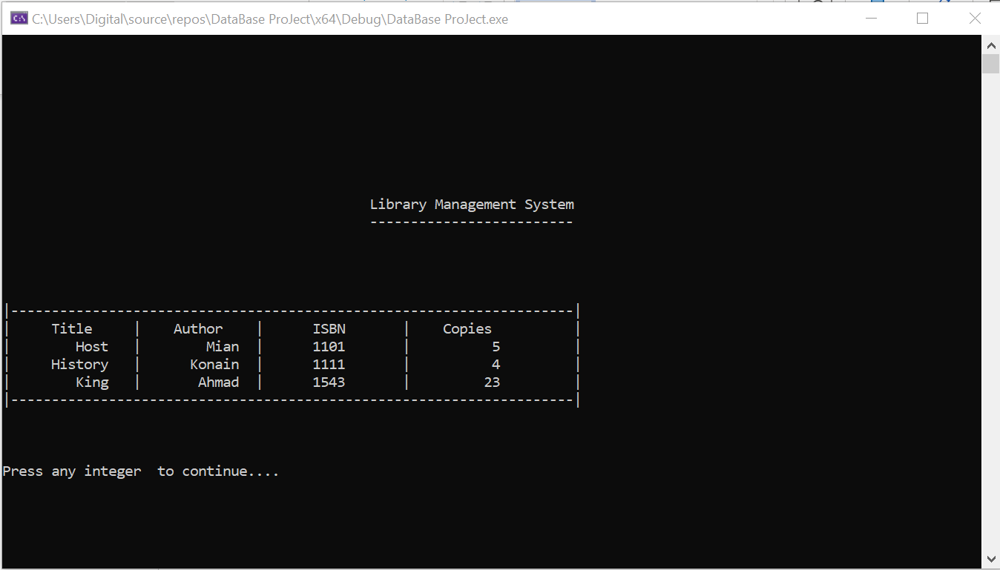 C:\Users\Digital\source\repos\DataBase ProJect\x64\Debug\DataBase ProJect.exe
Library Management System
-------------------------
|---------------------------------------------------------------------|
|     Title     |    Author    |      ISBN       |    Copies          |
|        Host   |        Mian  |      1101       |          5         |
|     History   |      Konain  |      1111       |          4         |
|        King   |       Ahmad  |      1543       |         23         |
|---------------------------------------------------------------------|
Press any integer  to continue....